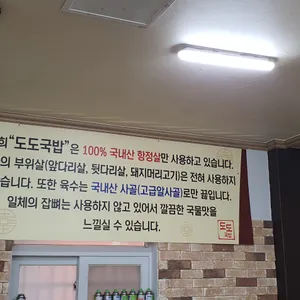 희 "도도국밥"은 100% 국내산 항정살만 사용하고 있습니다.
의 부위살(앞다리살, 뒷다리살, 돼지머리고기)은 전혀 사용하지
습니다. 또한 육수는 국내산 사골(고급알사골)로만 끓입니다.
일체의 잡뼈는 사용하지 않고 있어서 깔끔한 국물맛을
느낄실 수 있습니다.
도도